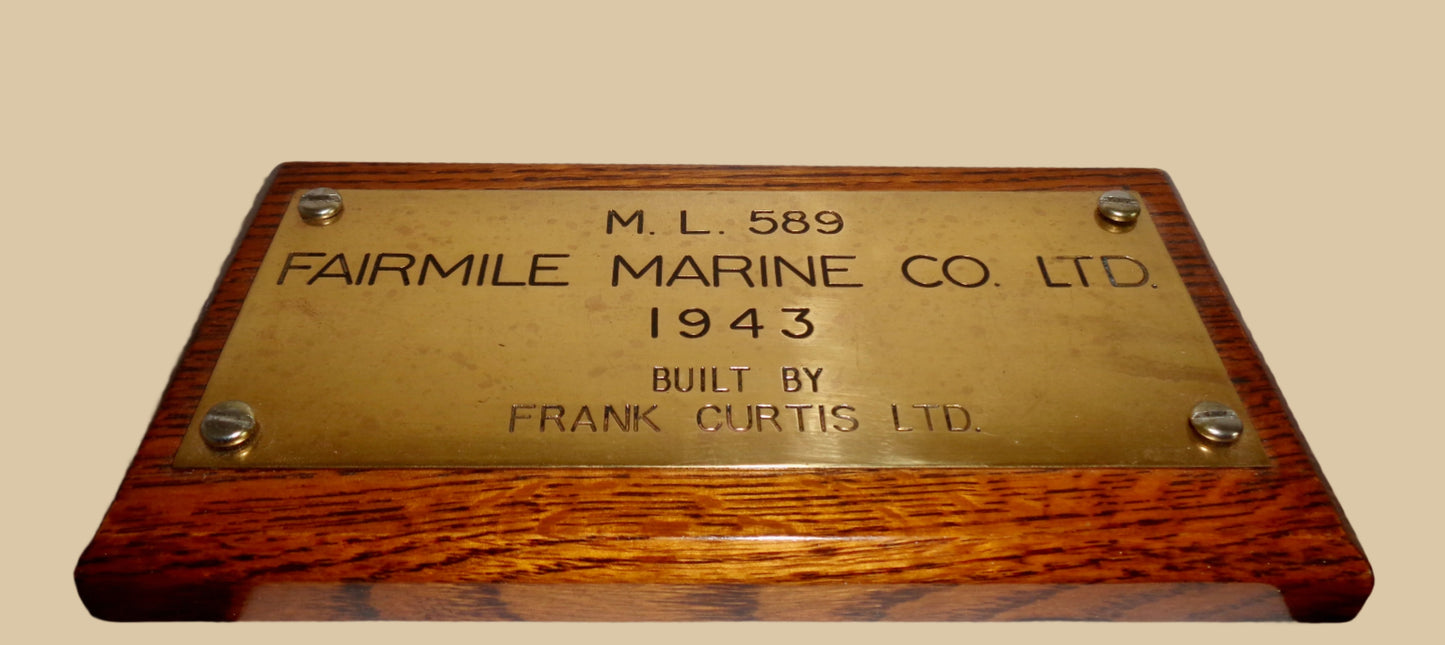 M. L. 589
FAIRMILE MARINE CO. LTD.
1943
BUILT BY
FRANK CURTIS LTD.